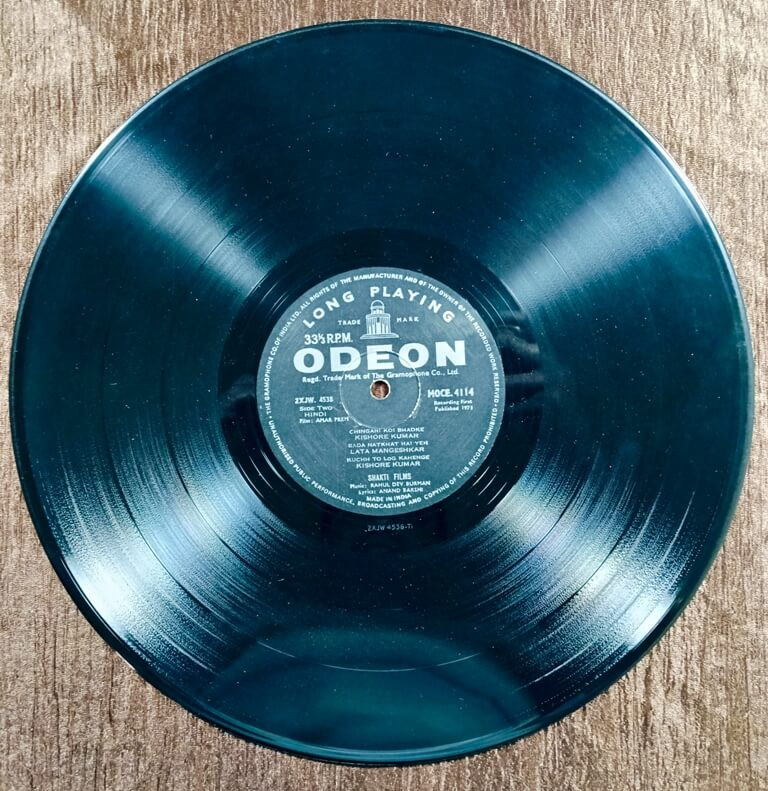 THE GRAMOPHONE CO. OF INDIA LTD. ALL RIGHTS OF THE MANUFACTURER AND OF THE OWNER OF THE RECORDED WORK RESERVED
LONG PLAYING
TRADE MARK
33⅓ R.P.M.
ODEON
Regd. Trade Mark of The Gramophone Co., Ltd.
2XJW. 4538
SIDE TWO
HINDI
Film: AMAR PREM
MOCE. 4114
Recording First
Published 1971
CHINGARI KOI BHADKE
KISHORE KUMAR
BADA NATKHAT HAI YEH
LATA MANGESHKAR
KUCHH TO LOG KAHENGE
KISHORE KUMAR
SHAKTI FILMS
Music: RAHUL DEV BURMAN
Lyrics: ANAND BAKSHI
MADE IN INDIA
UNAUTHORISED PUBLIC PERFORMANCE, BROADCASTING AND COPYING OF THIS RECORD PROHIBITED